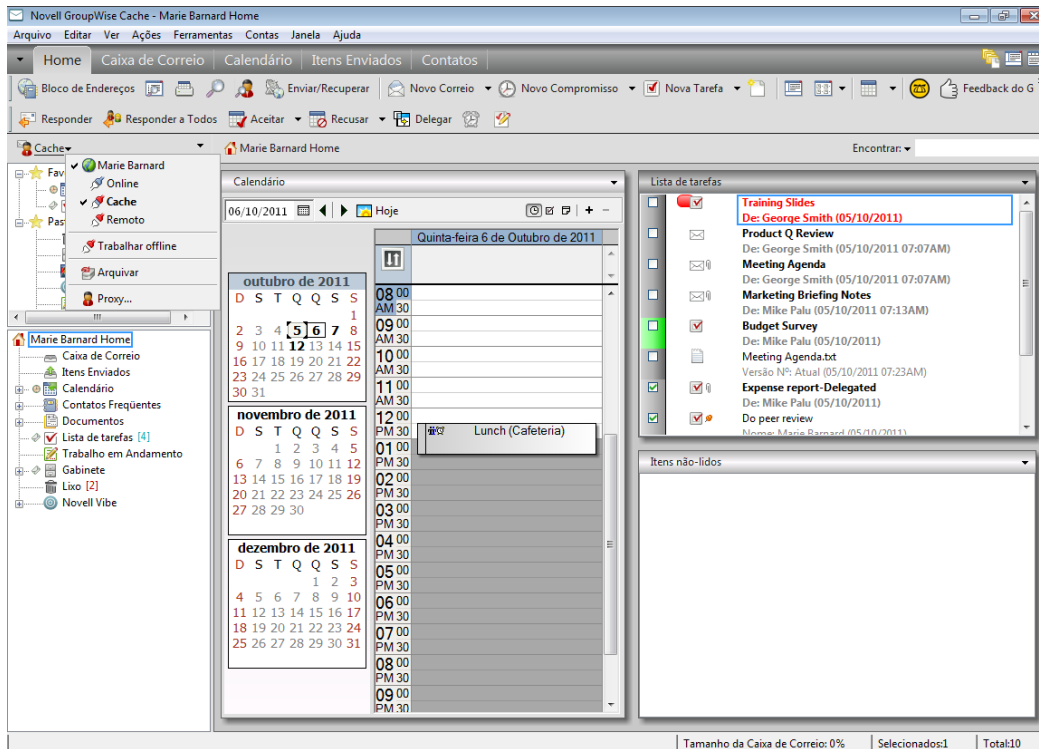 Novell GroupWise Cache - Marie Barnard Home
Arquivo Editar Ver Ações Ferramentas Contas Janela Ajuda
Home Caixa de Correio Calendário Itens Enviados Contatos
Bloco de Endereços Enviar/Recuperar Novo Correio Novo Compromisso Nova Tarefa Feedback do G
Responder Responder a Todos Aceitar Recusar Delegar
Cache
Marie Barnard Home
Encontrar:
Marie Barnard
Online
Cache
Remoto
Trabalhar offline
Arquivar
Proxy...
Fav
Pas
Marie Barnard Home
Caixa de Correio
Itens Enviados
Calendário
Contatos Freqüentes
Documentos
Lista de tarefas [4]
Trabalho em Andamento
Gabinete
Lixo [2]
Novell Vibe
Calendário
06/10/2011 Hoje
outubro de 2011
D S T Q Q S S
1
2 3 4 5 6 7 8
9 10 11 12 13 14 15
16 17 18 19 20 21 22
23 24 25 26 27 28 29
30 31
novembro de 2011
D S T Q Q S S
1 2 3 4 5
6 7 8 9 10 11 12
13 14 15 16 17 18 19
20 21 22 23 24 25 26
27 28 29 30
dezembro de 2011
D S T Q Q S S
1 2 3
4 5 6 7 8 9 10
11 12 13 14 15 16 17
18 19 20 21 22 23 24
25 26 27 28 29 30 31
Quinta-feira 6 de Outubro de 2011
08 00
AM 30
09 00
AM 30
10 00
AM 30
11 00
AM 30
12 00
PM 30
Lunch (Cafeteria)
01 00
PM 30
02 00
PM 30
03 00
PM 30
04 00
PM 30
05 00
PM 30
06 00
PM 30
07 00
PM 30
08 00
PM 30
09 00
PM 30
Lista de tarefas
Training Slides
De: George Smith (05/10/2011)
Product Q Review
De: George Smith (05/10/2011 07:07AM)
Meeting Agenda
De: George Smith (05/10/2011 07:07AM)
Marketing Briefing Notes
De: Mike Palu (05/10/2011 07:13AM)
Budget Survey
De: Mike Palu (05/10/2011)
Meeting Agenda.txt
Versão Nº: Atual (05/10/2011 07:23AM)
Expense report-Delegated
De: Mike Palu (05/10/2011)
Do peer review
Nome: Marie Barnard (05/10/2011)
Itens não-lidos
Tamanho da Caixa de Correio: 0% Selecionados:1 Total:10